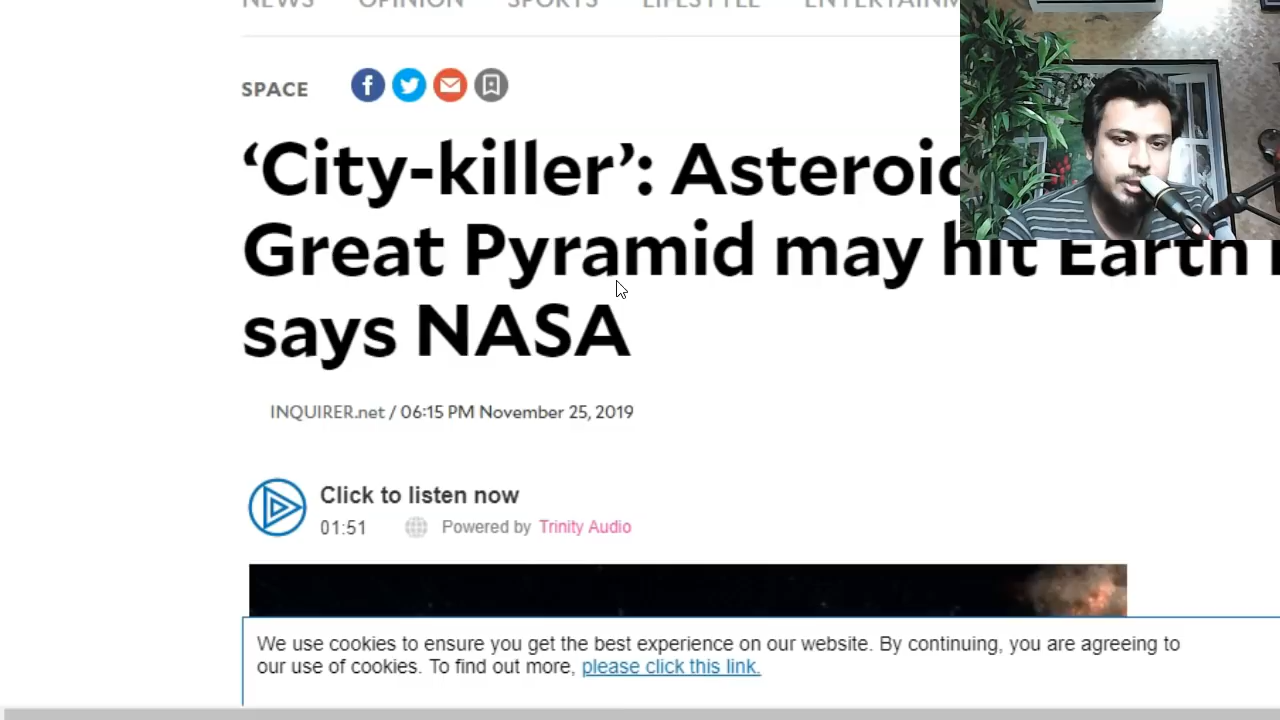 NEWS OPINION SPORTS LIFESTYLE
SPACE
‘City-killer’: Asteroid
Great Pyramid may hit Earth
says NASA
INQUIRER.net / 06:15 PM November 25, 2019
Click to listen now
01:51 Powered by Trinity Audio
We use cookies to ensure you get the best experience on our website. By continuing, you are agreeing to
our use of cookies. To find out more, please click this link.